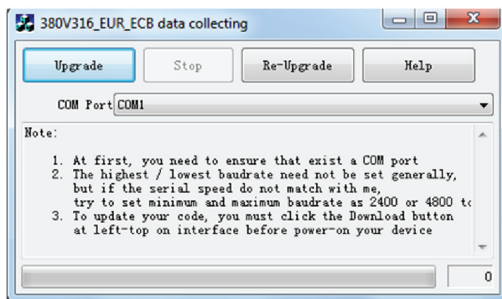 380V316_EUR_ECB data collecting
Upgrade Stop Re-Upgrade Help
COM Port COM1
Note:
1. At first, you need to ensure that exist a COM port
2. The highest / lowest baudrate need not be set generally,
but if the serial speed do not match with me,
try to set minimum and maximum baudrate as 2400 or 4800 to
3. To update your code, you must click the Download button
at left-top on interface before power-on your device
0